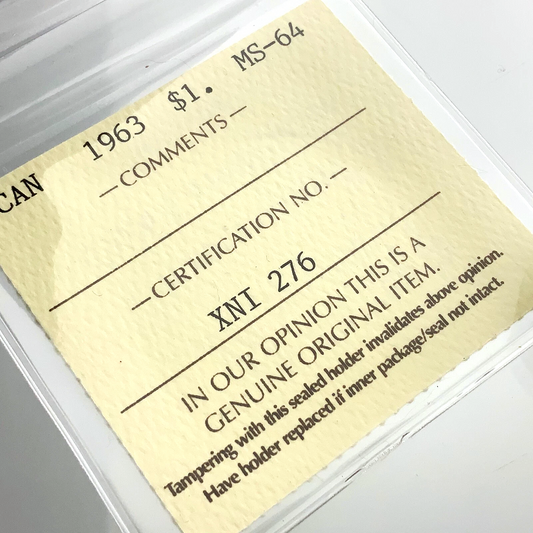 CAN 1963 $1. MS-64
—COMMENTS—
—CERTIFICATION NO.—
XNI 276
IN OUR OPINION THIS IS A
GENUINE ORIGINAL ITEM.
Tampering with this sealed holder invalidates above opinion.
Have holder replaced if inner package/seal not intact.